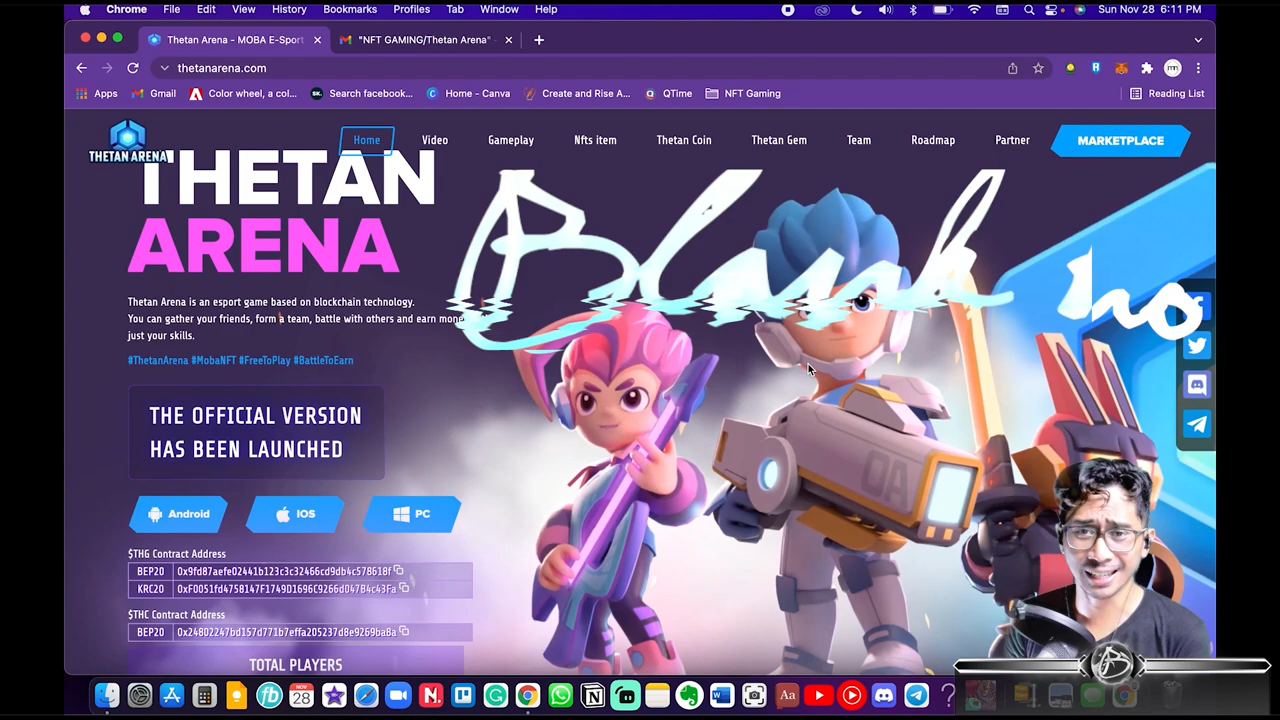 Chrome File Edit View History Bookmarks Profiles Tab Window Help Sun Nov 28 6:11 PM
Thetan Arena - MOBA E-Sport "NFT GAMING/Thetan Arena" -
thetanarena.com
Apps Gmail Color wheel, a col... Search facebook... Home - Canva Create and Rise A... QTime NFT Gaming Reading List
THETAN ARENA Home Video Gameplay Nfts item Thetan Coin Thetan Gem Team Roadmap Partner MARKETPLACE
THETAN
ARENA
Thetan Arena is an esport game based on blockchain technology.
You can gather your friends, form a team, battle with others and earn mone
just your skills.
#ThetanArena #MobaNFT #FreeToPlay #BattleToEarn
THE OFFICIAL VERSION
HAS BEEN LAUNCHED
Android IOS PC
$THG Contract Address
BEP20 0x9fd87aefe02441b123c3c32466cd9db4c578618f
KRC20 0xF0051fd4758147F1749D1696C9266d047B4c43Fa
$THC Contract Address
BEP20 0x24802247bd157d771b7effa205237d8e9269ba8a
TOTAL PLAYERS
NOV
28
Aa